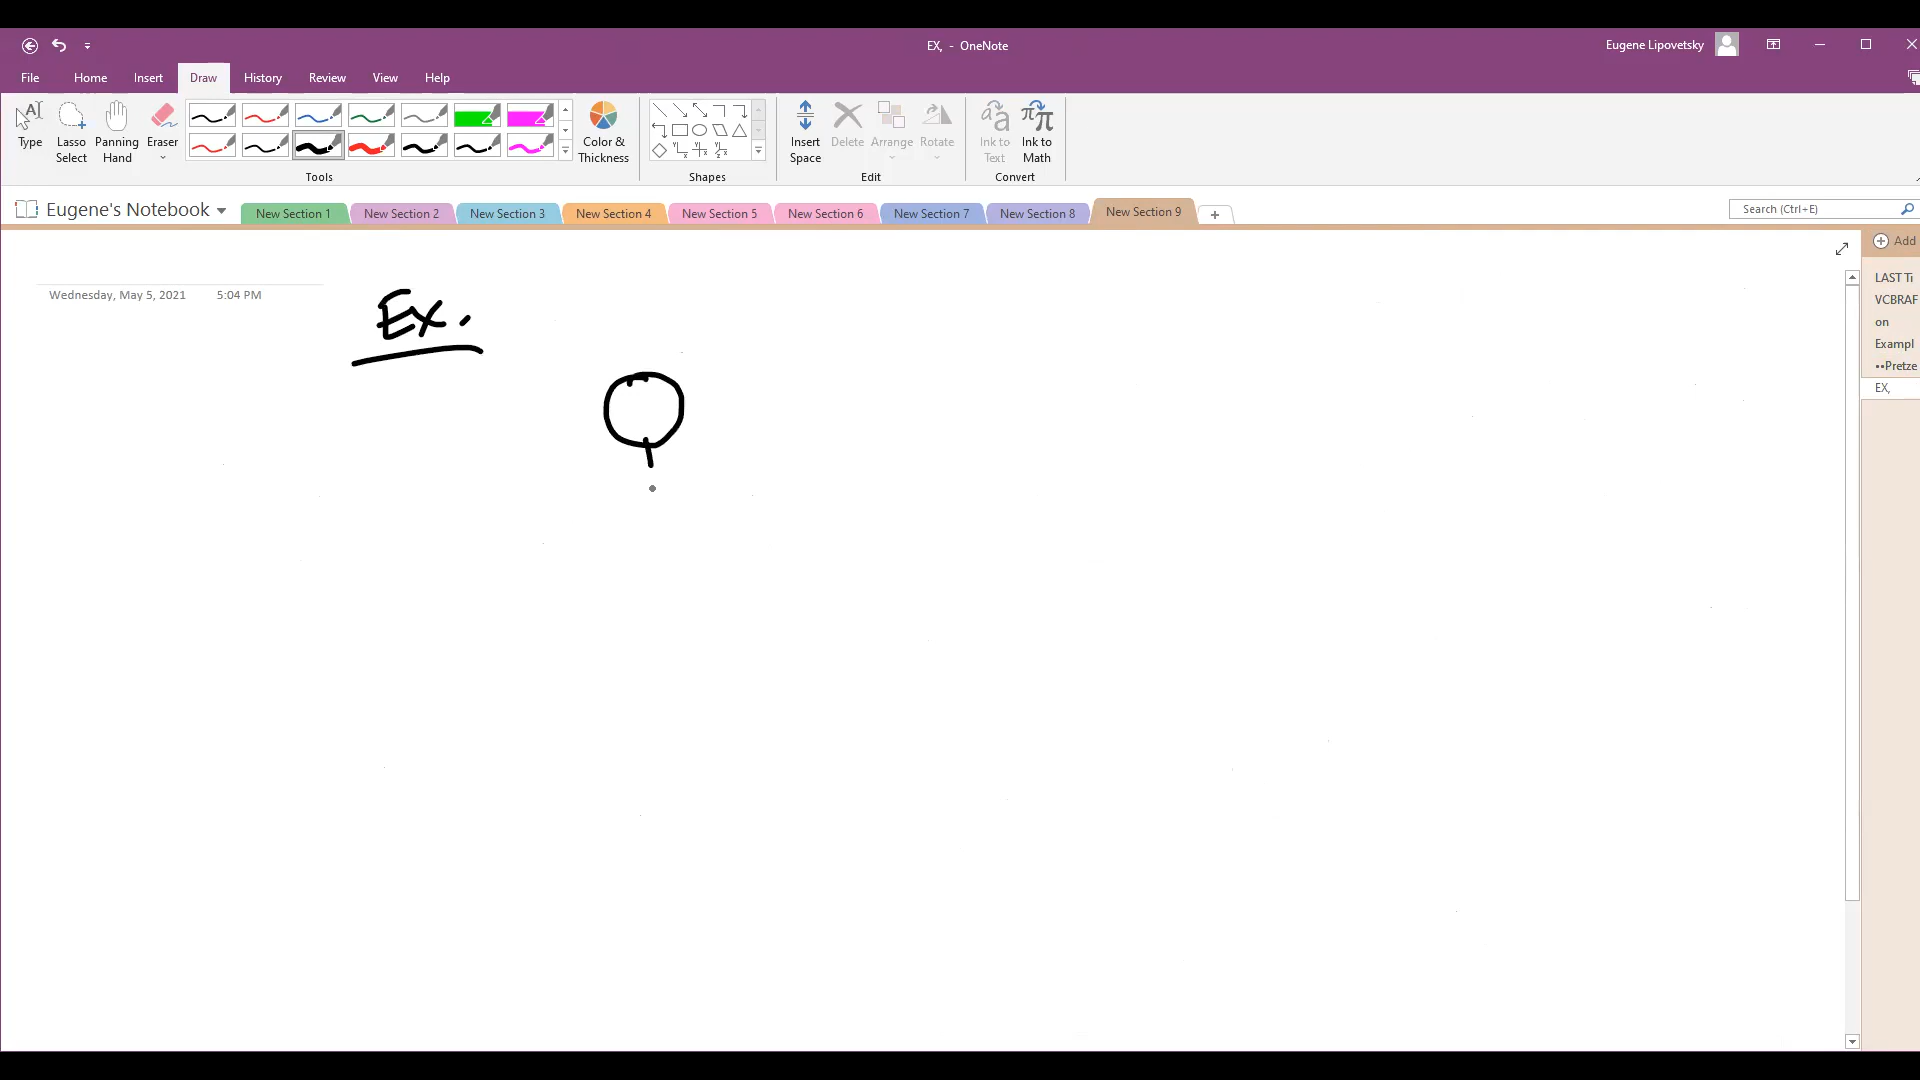 EX, - OneNote
Eugene Lipovetsky
File Home Insert Draw History Review View Help
Type
Lasso Select
Panning Hand
Eraser
Color & Thickness
Insert Space
Delete
Arrange
Rotate
Ink to Text
Ink to Math
Tools
Shapes
Edit
Convert
Eugene's Notebook
New Section 1
New Section 2
New Section 3
New Section 4
New Section 5
New Section 6
New Section 7
New Section 8
New Section 9
Search (Ctrl+E)
Add
Wednesday, May 5, 2021 5:04 PM
Ex.
LAST Ti
VCBRAF
on
Exampl
••Pretze
EX,